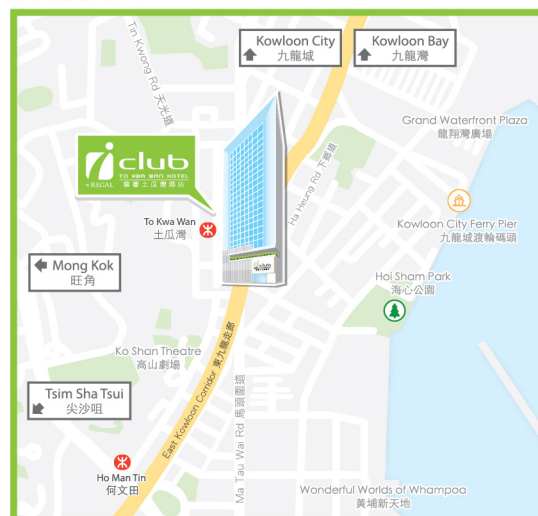 Kowloon City
九龍城
Kowloon Bay
九龍灣
Tin Kwong Rd 天光道
Grand Waterfront Plaza
龍翔灣廣場
iclub
TO KWA WAN HOTEL
by REGAL
富薈土瓜灣酒店
Ha Heung Rd 下鄉道
To Kwa Wan
土瓜灣
Kowloon City Ferry Pier
九龍城渡輪碼頭
Mong Kok
旺角
Hoi Sham Park
海心公園
Ko Shan Theatre
高山劇場
East Kowloon Corridor 東九龍走廊
Tsim Sha Tsui
尖沙咀
Ma Tau Wai Rd 馬頭圍道
Ho Man Tin
何文田
Wonderful Worlds of Whampoa
黃埔新天地